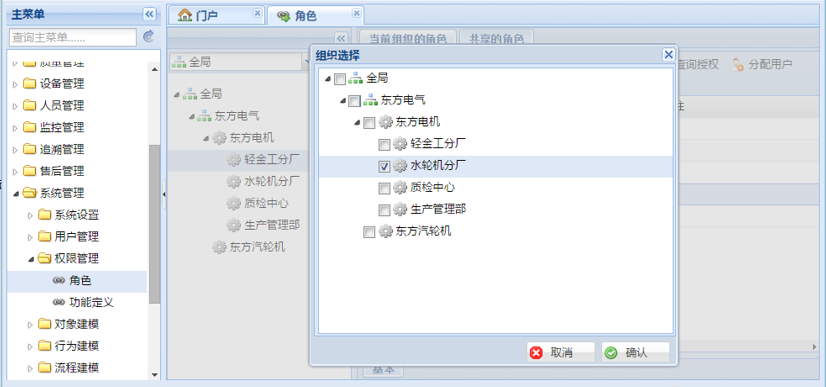 主菜单
查询主菜单......
质量管理
设备管理
人员管理
监控管理
追溯管理
售后管理
系统管理
系统设置
用户管理
权限管理
角色
功能定义
对象建模
行为建模
流程建模
门户
角色
全局
全局
东方电气
东方电机
轻金工分厂
水轮机分厂
质检中心
生产管理部
东方汽轮机
当前组织的角色
共享的角色
查询授权
分配用户
注
组织选择
全局
东方电气
东方电机
轻金工分厂
水轮机分厂
质检中心
生产管理部
东方汽轮机
取消
确认
基本